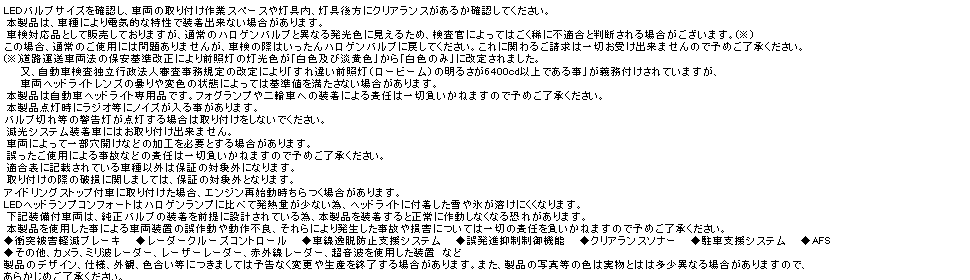 LEDバルブサイズを確認し、車両の取り付け作業スペースや灯具内、灯具後方にクリアランスがあるか確認してください。
本製品は、車種により電気的な特性で装着出来ない場合があります。
車検対応品として販売しておりますが、通常のハロゲンバルブと異なる発光色に見えるため、検査官によってはごく稀に不適合と判断される場合がございます。(※)
この場合、通常のご使用には問題ありませんが、車検の際はいったんハロゲンバルブに戻してください。これに関わるご請求は一切お受け出来ませんので予めご了承ください。
(※)道路運送車両法の保安基準改正により前照灯の灯光色が「白色及び淡黄色」から「白色のみ」に改定されました。
又、自動車検査独立行政法人審査事務規定の改定により「すれ違い前照灯(ロービーム)の明るさが6400cd以上である事」が義務付けされていますが、
車両ヘッドライトレンズの曇りや変色の状態によっては基準値を満たさない場合があります。
本製品は自動車ヘッドライト専用品です。フォグランプや二輪車への装着による責任は一切負いかねますので予めご了承ください。
本製品点灯時にラジオ等にノイズが入る事があります。
バルブ切れ等の警告灯が点灯する場合は取り付けをしないでください。
減光システム装着車にはお取り付け出来ません。
車両によって一部穴開けなどの加工を必要とする場合があります。
誤ったご使用による事故などの責任は一切負いかねますので予めご了承ください。
適合表に記載されている車種以外は保証の対象外になります。
取り付けの際の破損に関しましては、保証の対象外となります。
アイドリングストップ付車に取り付けた場合、エンジン再始動時ちらつく場合があります。
LEDヘッドランプコンフォートはハロゲンランプに比べて発熱量が少ない為、ヘッドライトに付着した雪や氷が溶けにくくなります。
下記装備付車両は、純正バルブの装着を前提に設計されている為、本製品を装着すると正常に作動しなくなる恐れがあります。
本製品を使用した事による車両装置の誤作動や動作不良、それらにより発生した事故や損害については一切の責任を負いかねますので予めご了承ください。
◆衝突被害軽減ブレーキ ◆レーダークルーズコントロール ◆車線逸脱防止支援システム ◆誤発進抑制制御機能 ◆クリアランスソナー ◆駐車支援システム ◆AFS
◆その他、カメラ、ミリ波レーダー、レーザーレーダー、赤外線レーダー、超音波を使用した装置 など
製品のデザイン、仕様、外観、色合い等につきましては予告なく変更や生産を終了する場合があります。また、製品の写真等の色は実物とはは多少異なる場合がありますので、
あらかじめご了承ください。